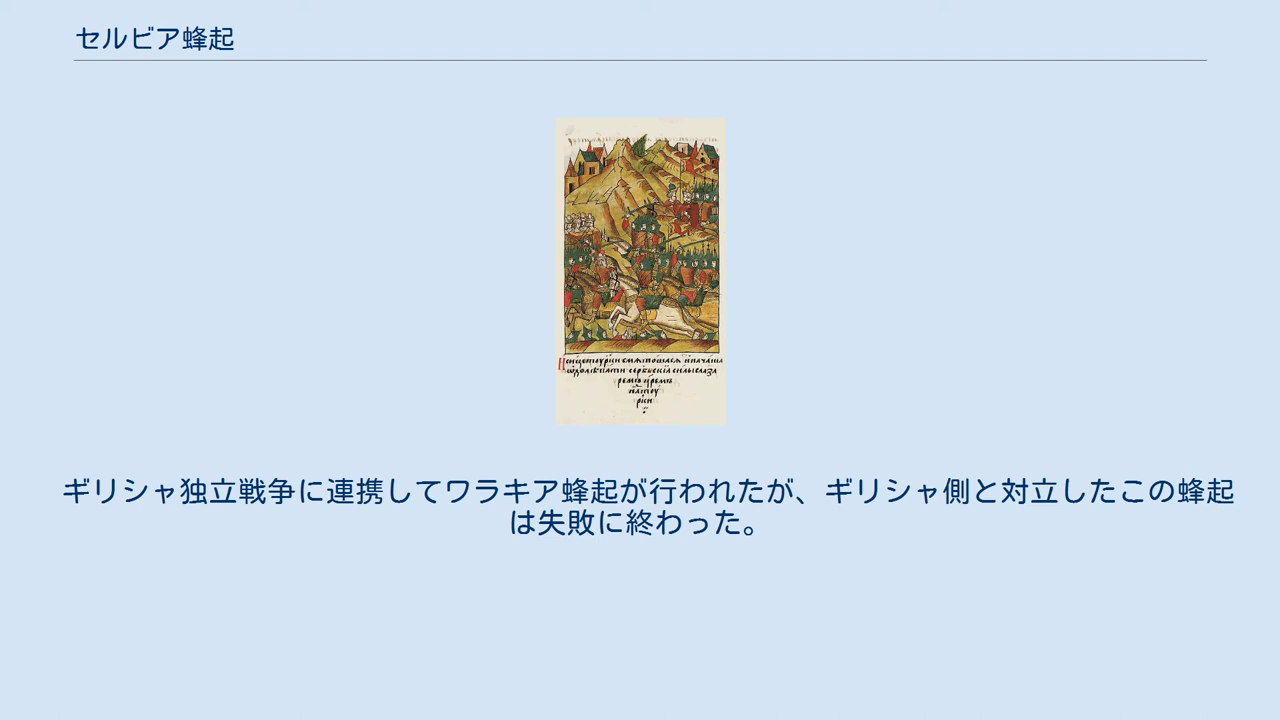 セルビア蜂起
ギリシャ独立戦争に連携してワラキア蜂起が行われたが、ギリシャ側と対立したこの蜂起
は失敗に終わった。